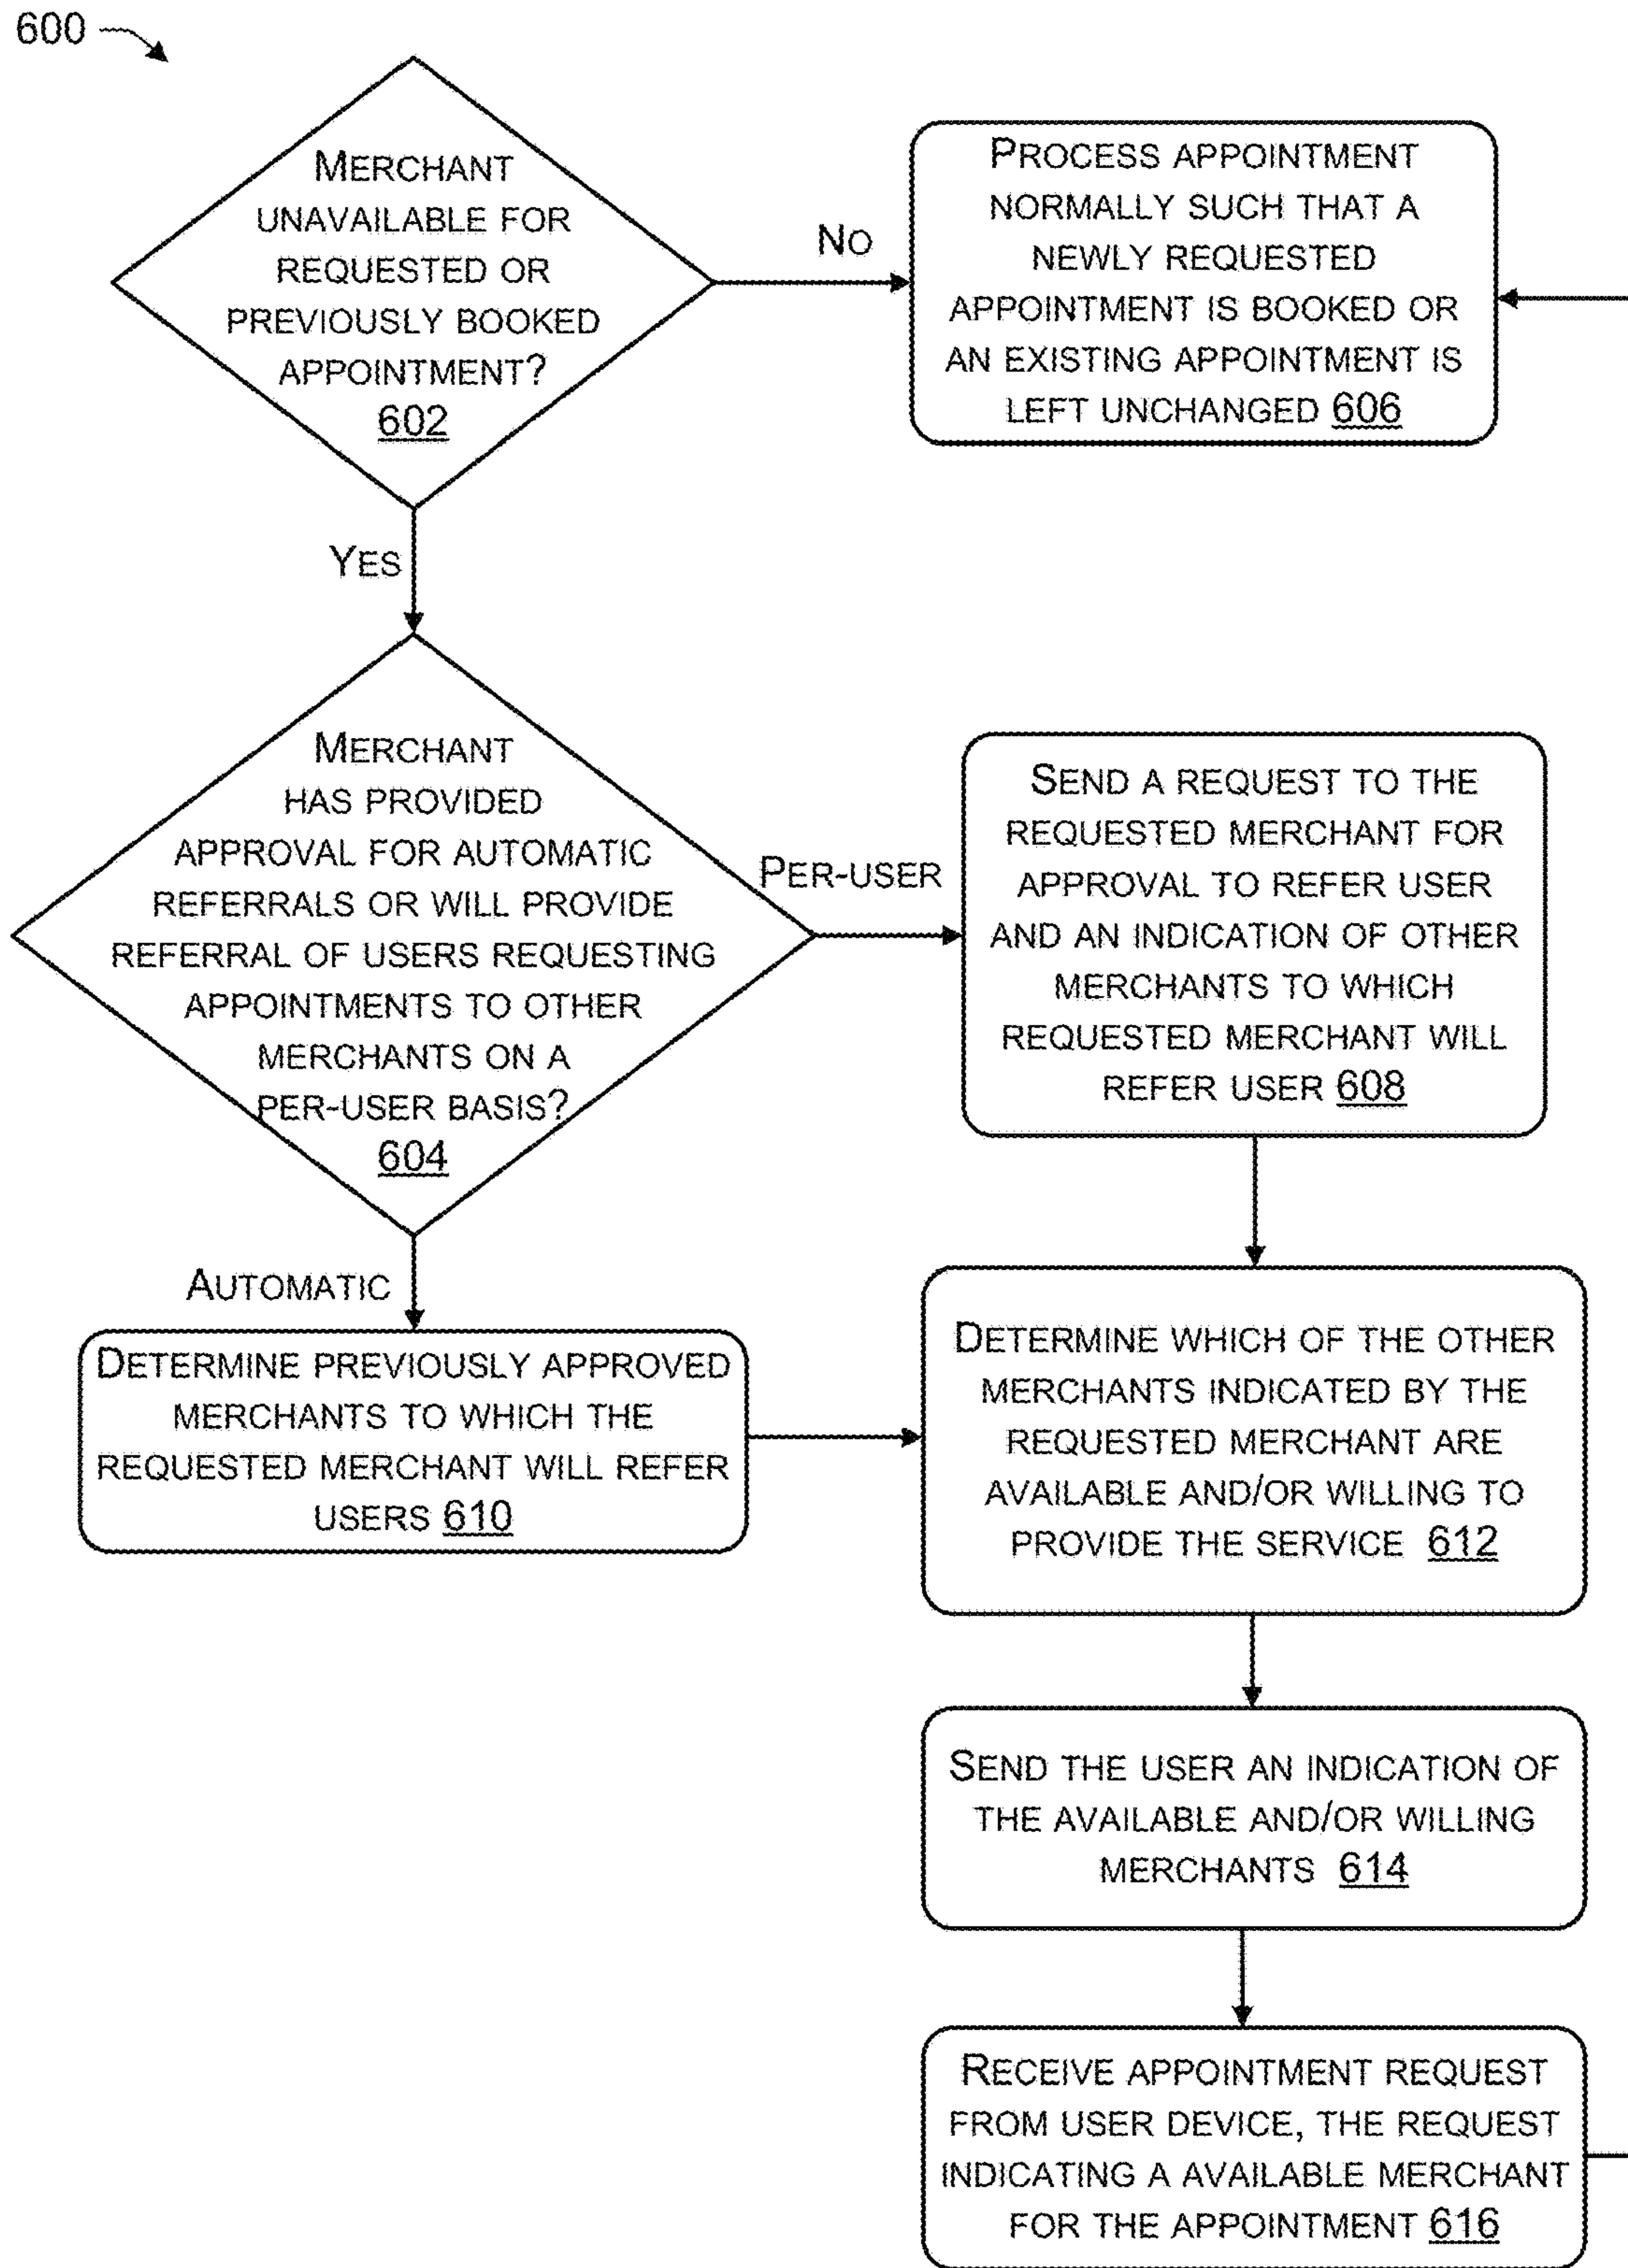 600
MERCHANT
UNAVAILABLE FOR
REQUESTED OR
PREVIOUSLY BOOKED
APPOINTMENT?
602
NO
PROCESS APPOINTMENT
NORMALLY SUCH THAT A
NEWLY REQUESTED
APPOINTMENT IS BOOKED OR
AN EXISTING APPOINTMENT IS
LEFT UNCHANGED 606
YES
MERCHANT
HAS PROVIDED
APPROVAL FOR AUTOMATIC
REFERRALS OR WILL PROVIDE
REFERRAL OF USERS REQUESTING
APPOINTMENTS TO OTHER
MERCHANTS ON A
PER-USER BASIS?
604
PER-USER
SEND A REQUEST TO THE
REQUESTED MERCHANT FOR
APPROVAL TO REFER USER
AND AN INDICATION OF OTHER
MERCHANTS TO WHICH
REQUESTED MERCHANT WILL
REFER USER 608
AUTOMATIC
DETERMINE PREVIOUSLY APPROVED
MERCHANTS TO WHICH THE
REQUESTED MERCHANT WILL REFER
USERS 610
DETERMINE WHICH OF THE OTHER
MERCHANTS INDICATED BY THE
REQUESTED MERCHANT ARE
AVAILABLE AND/OR WILLING TO
PROVIDE THE SERVICE 612
SEND THE USER AN INDICATION OF
THE AVAILABLE AND/OR WILLING
MERCHANTS 614
RECEIVE APPOINTMENT REQUEST
FROM USER DEVICE, THE REQUEST
INDICATING A AVAILABLE MERCHANT
FOR THE APPOINTMENT 616